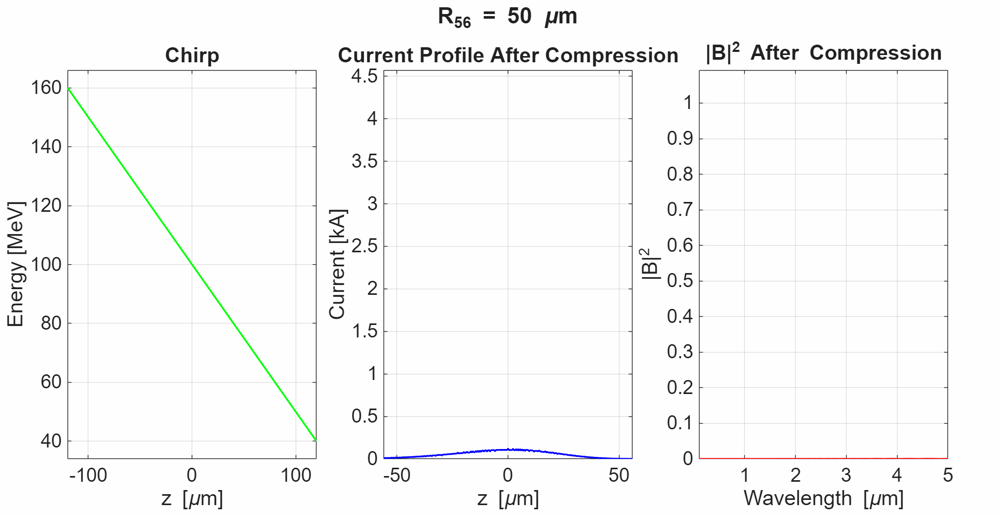 R56 = 50 µm
Chirp
160
140
120
100
80
60
40
Energy [MeV]
-100 0 100
z [µm]
Current Profile After Compression
4.5
4
3.5
3
2.5
2
1.5
1
0.5
0
Current [kA]
-50 0 50
z [µm]
|B|² After Compression
1
0.9
0.8
0.7
0.6
0.5
0.4
0.3
0.2
0.1
0
|B|²
1 2 3 4 5
Wavelength [µm]